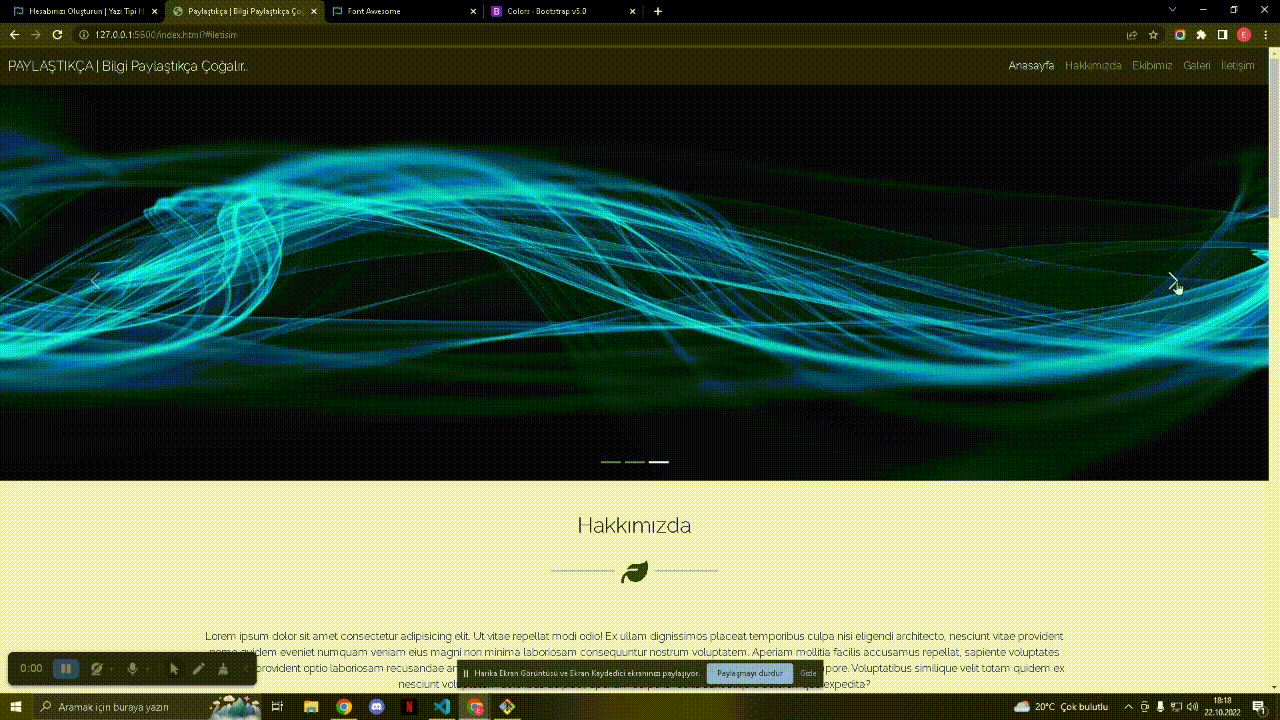 Hesabınızı Oluşturun | Yazı Tipi H
Paylaştıkça | Bilgi Paylaştıkça Ço
Font Awesome
Colors · Bootstrap v5.0
127.0.0.1:5500/index.html?#iletisim
E
PAYLAŞTIKÇA | Bilgi Paylaştıkça Çoğalır..
Anasayfa Hakkımızda Ekibimiz Galeri İletişim
Hakkımızda
Lorem ipsum dolor sit amet consectetur adipisicing elit. Ut vitae repellat modi odio! Ex ullam dignissimos placeat temporibus culpa nisi eligendi architecto, nesciunt vitae provident
nemo quidem eveniet numquam veniam eius magni non minima laboriosam consequuntur nostrum voluptatem. Aperiam mollitia facilis accusamus repellat, sapiente voluptates
provident optio laboriosam recusandae pore. Voluptatibus similique velit totam quidem ex
nesciunt expedita?
0:00
Harika Ekran Görüntüsü ve Ekran Kaydedici ekranınızı paylaşıyor.
Paylaşmayı durdur
Gizle
Aramak için buraya yazın
20°C Çok bulutlu
18:18
22.10.2022
1